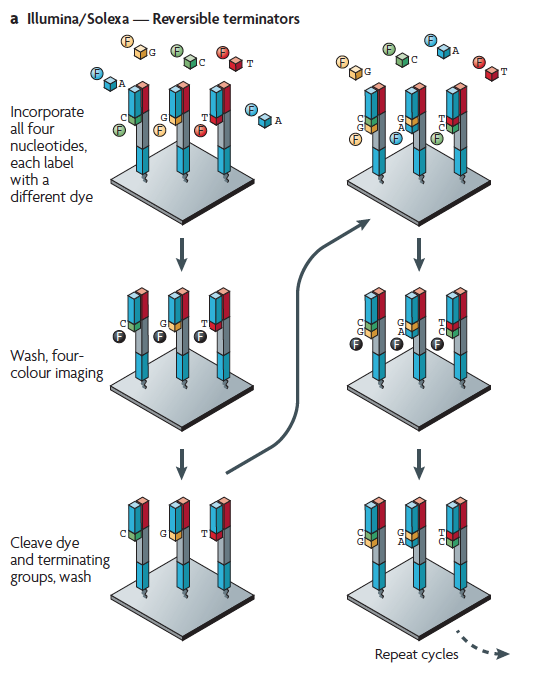 a Illumina/Solexa — Reversible terminators
F G F C F T
F A
Incorporate
all four
nucleotides,
each label
with a
different dye
C F G F T F
F A
F G F C F A F T
C G F
G A F
T C F
Wash, four-
colour imaging
C F G F T F
C G F
G A F
T C F
Cleave dye
and terminating
groups, wash
C G T
C G
G A
T C
Repeat cycles